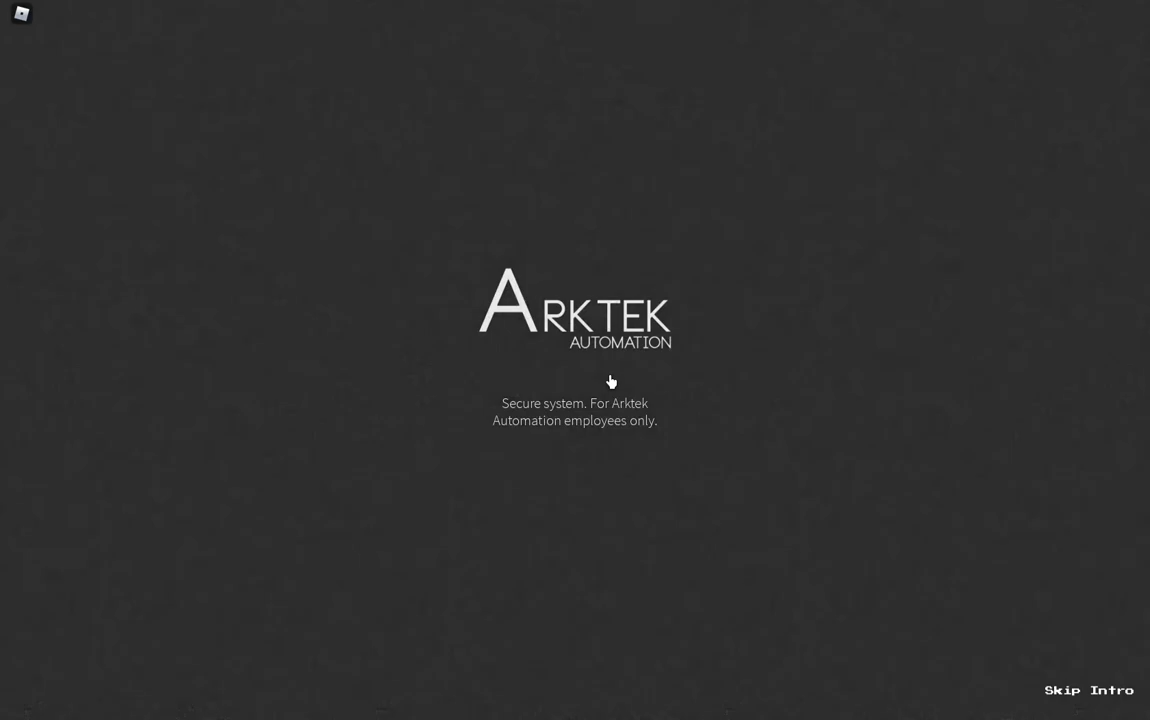 ARKTEK
AUTOMATION
Secure system. For Arktek
Automation employees only.
Skip Intro